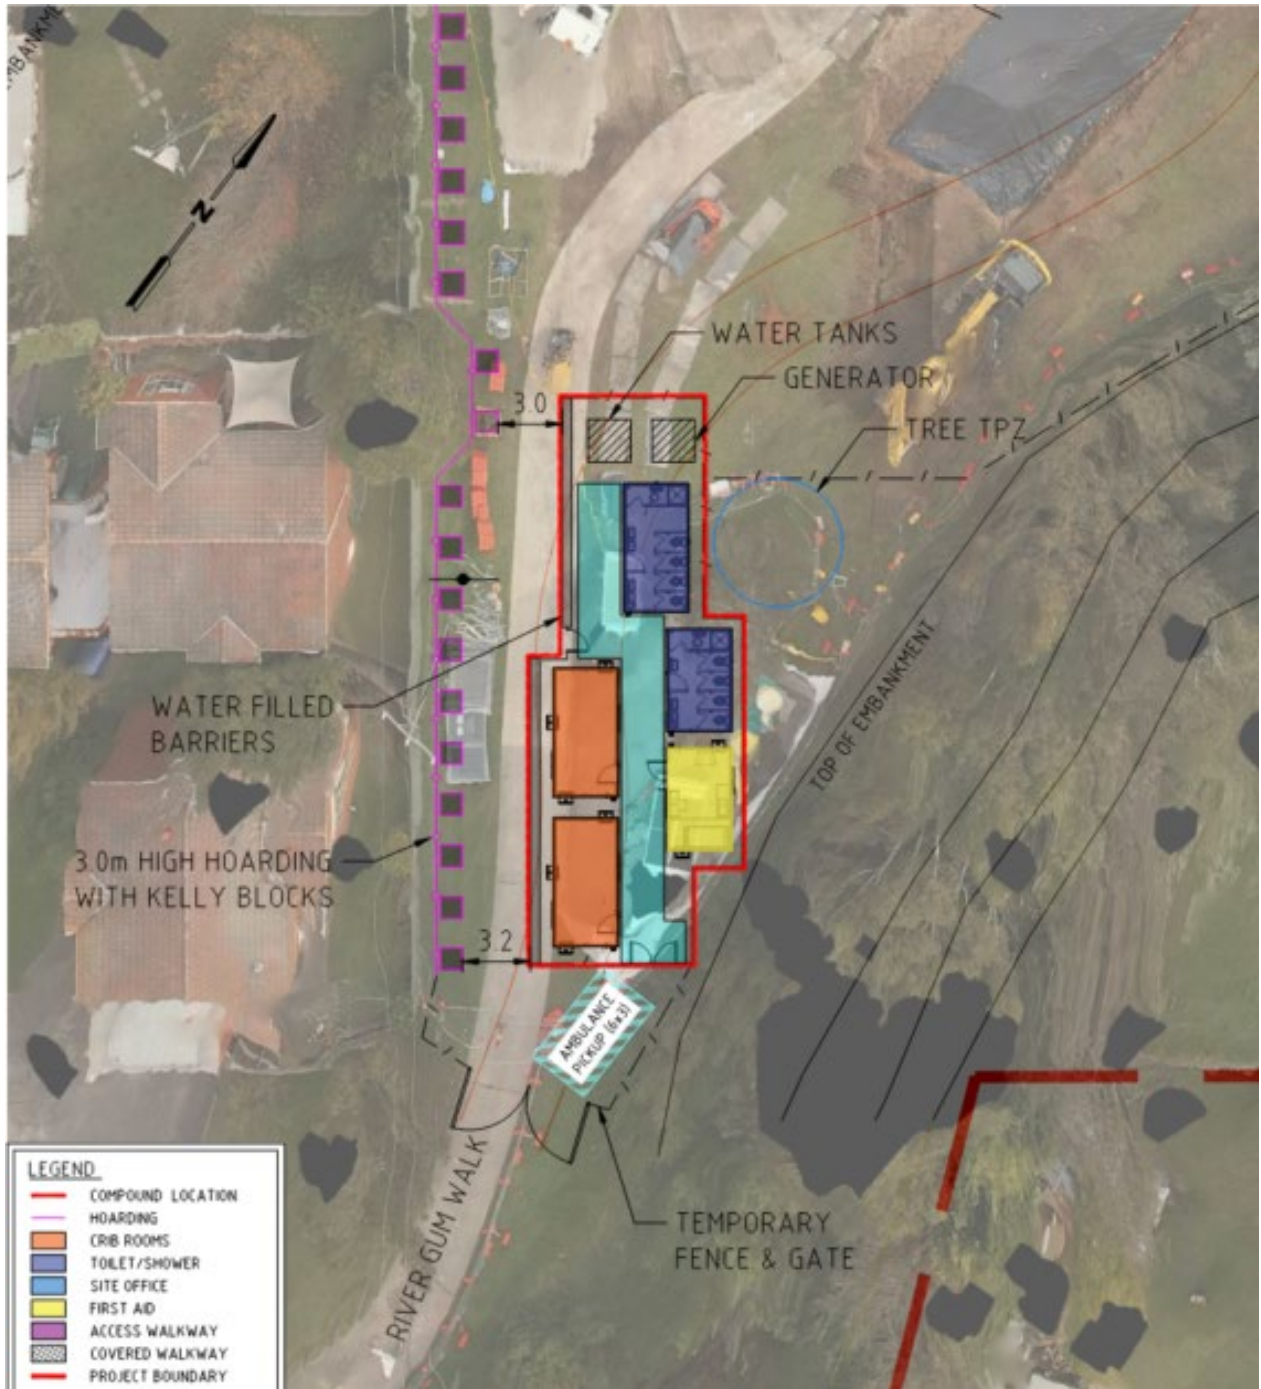 MBANKME
N
WATER TANKS
GENERATOR
3.0
TREE TPZ
WATER FILLED
BARRIERS
TOP OF EMBANKMENT
3.0m HIGH HOARDING
WITH KELLY BLOCKS
3.2
AMBULANCE
PICKUP (6x3)
RIVER GUM WALK
TEMPORARY
FENCE & GATE
LEGEND
COMPOUND LOCATION
HOARDING
CRIB ROOMS
TOILET/SHOWER
SITE OFFICE
FIRST AID
ACCESS WALKWAY
COVERED WALKWAY
PROJECT BOUNDARY